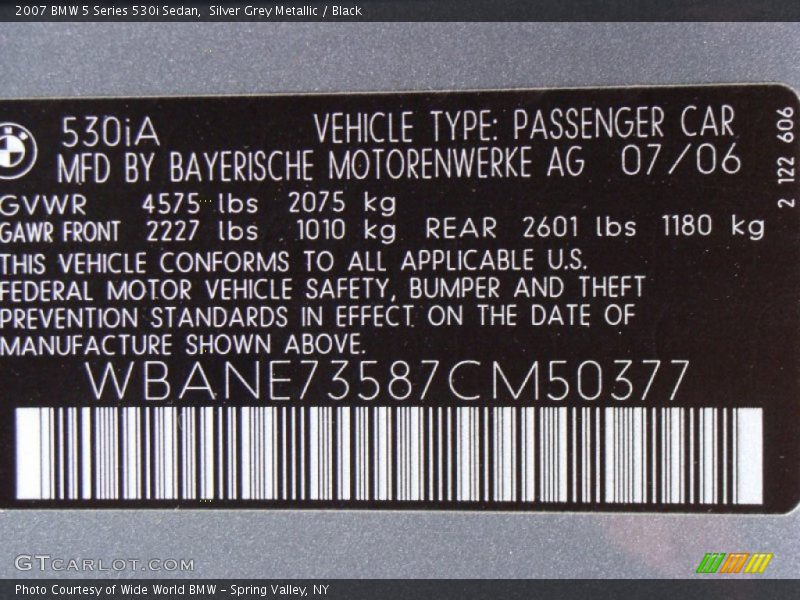 2007 BMW 5 Series 530i Sedan,  Silver Grey Metallic / Black
530iA
VEHICLE TYPE: PASSENGER CAR
MFD BY BAYERISCHE MOTORENWERKE AG 07/06
2 122 606
GVWR 4575 lbs 2075 kg
GAWR FRONT 2227 lbs 1010 kg REAR 2601 lbs 1180 kg
THIS VEHICLE CONFORMS TO ALL APPLICABLE U.S.
FEDERAL MOTOR VEHICLE SAFETY, BUMPER AND THEFT
PREVENTION STANDARDS IN EFFECT ON THE DATE OF
MANUFACTURE SHOWN ABOVE.
WBANE73587CM50377
GTCARLOT.COM
Photo Courtesy of Wide World BMW – Spring Valley, NY